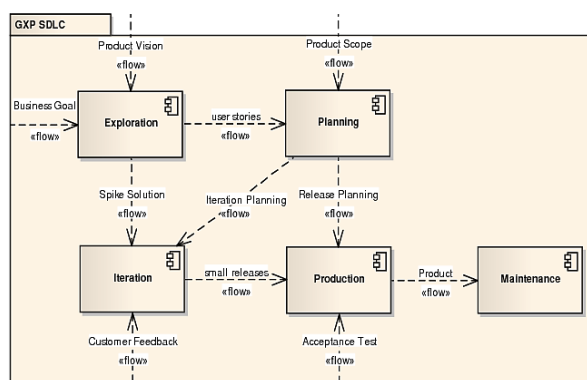 GXP SDLC
Product Vision
«flow»
Product Scope
«flow»
Business Goal
«flow»
Exploration
user stories
«flow»
Planning
Spike Solution
«flow»
Iteration Planning
«flow»
Release Planning
«flow»
Iteration
small releases
«flow»
Production
Product
«flow»
Maintenance
Customer Feedback
«flow»
Acceptance Test
«flow»